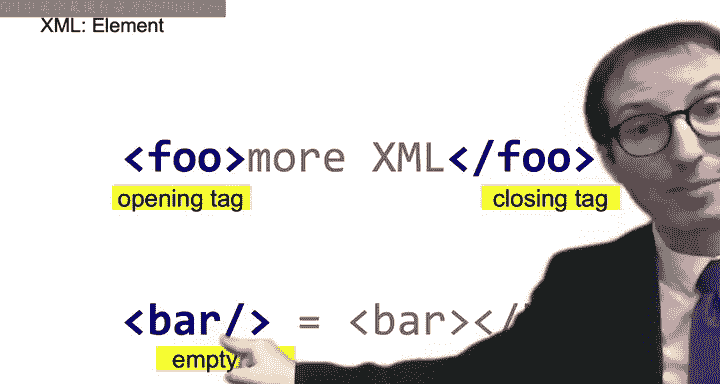 XML: Element
<foo>more XML</foo>
opening tag closing tag
<bar/> = <bar></
empty